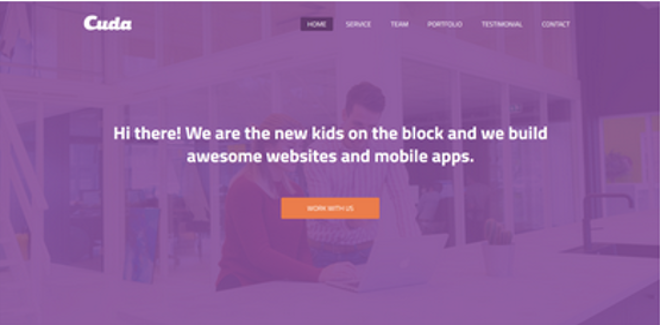 Cuda
HOME SERVICE TEAM PORTFOLIO TESTIMONIAL CONTACT
Hi there! We are the new kids on the block and we build
awesome websites and mobile apps.
WORK WITH US